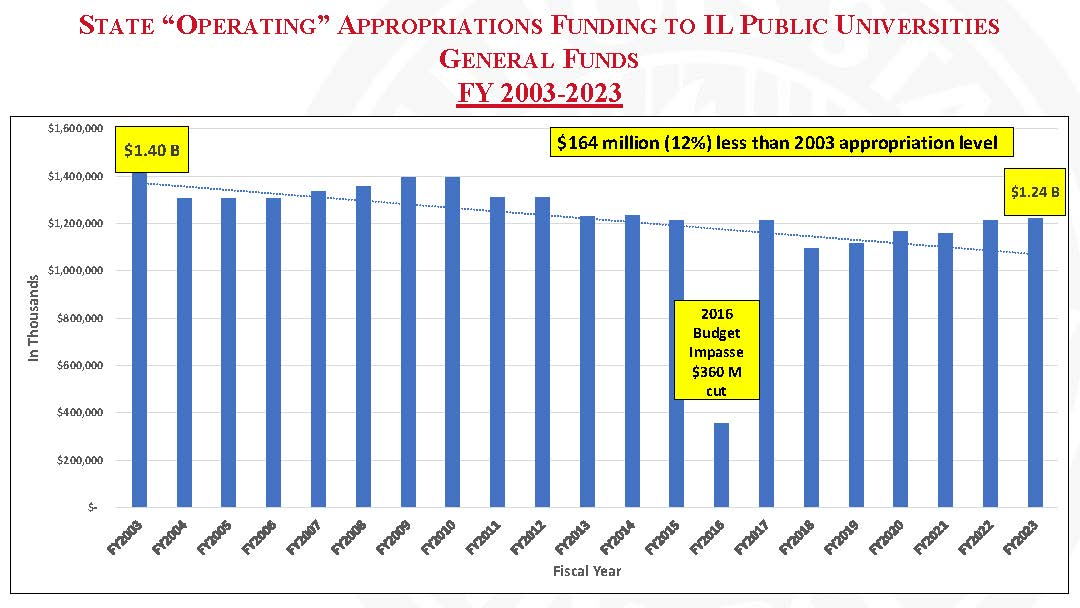 STATE “OPERATING” APPROPRIATIONS FUNDING TO IL PUBLIC UNIVERSITIES
GENERAL FUNDS
FY 2003-2023
$1,600,000
$1,400,000
$1,200,000
$1,000,000
$800,000
$600,000
$400,000
$200,000
$-
In Thousands
$1.40 B
$164 million (12%) less than 2003 appropriation level
$1.24 B
2016
Budget
Impasse
$360 M
cut
FY2003
FY2004
FY2005
FY2006
FY2007
FY2008
FY2009
FY2010
FY2011
FY2012
FY2013
FY2014
FY2015
FY2016
FY2017
FY2018
FY2019
FY2020
FY2021
FY2022
FY2023
Fiscal Year